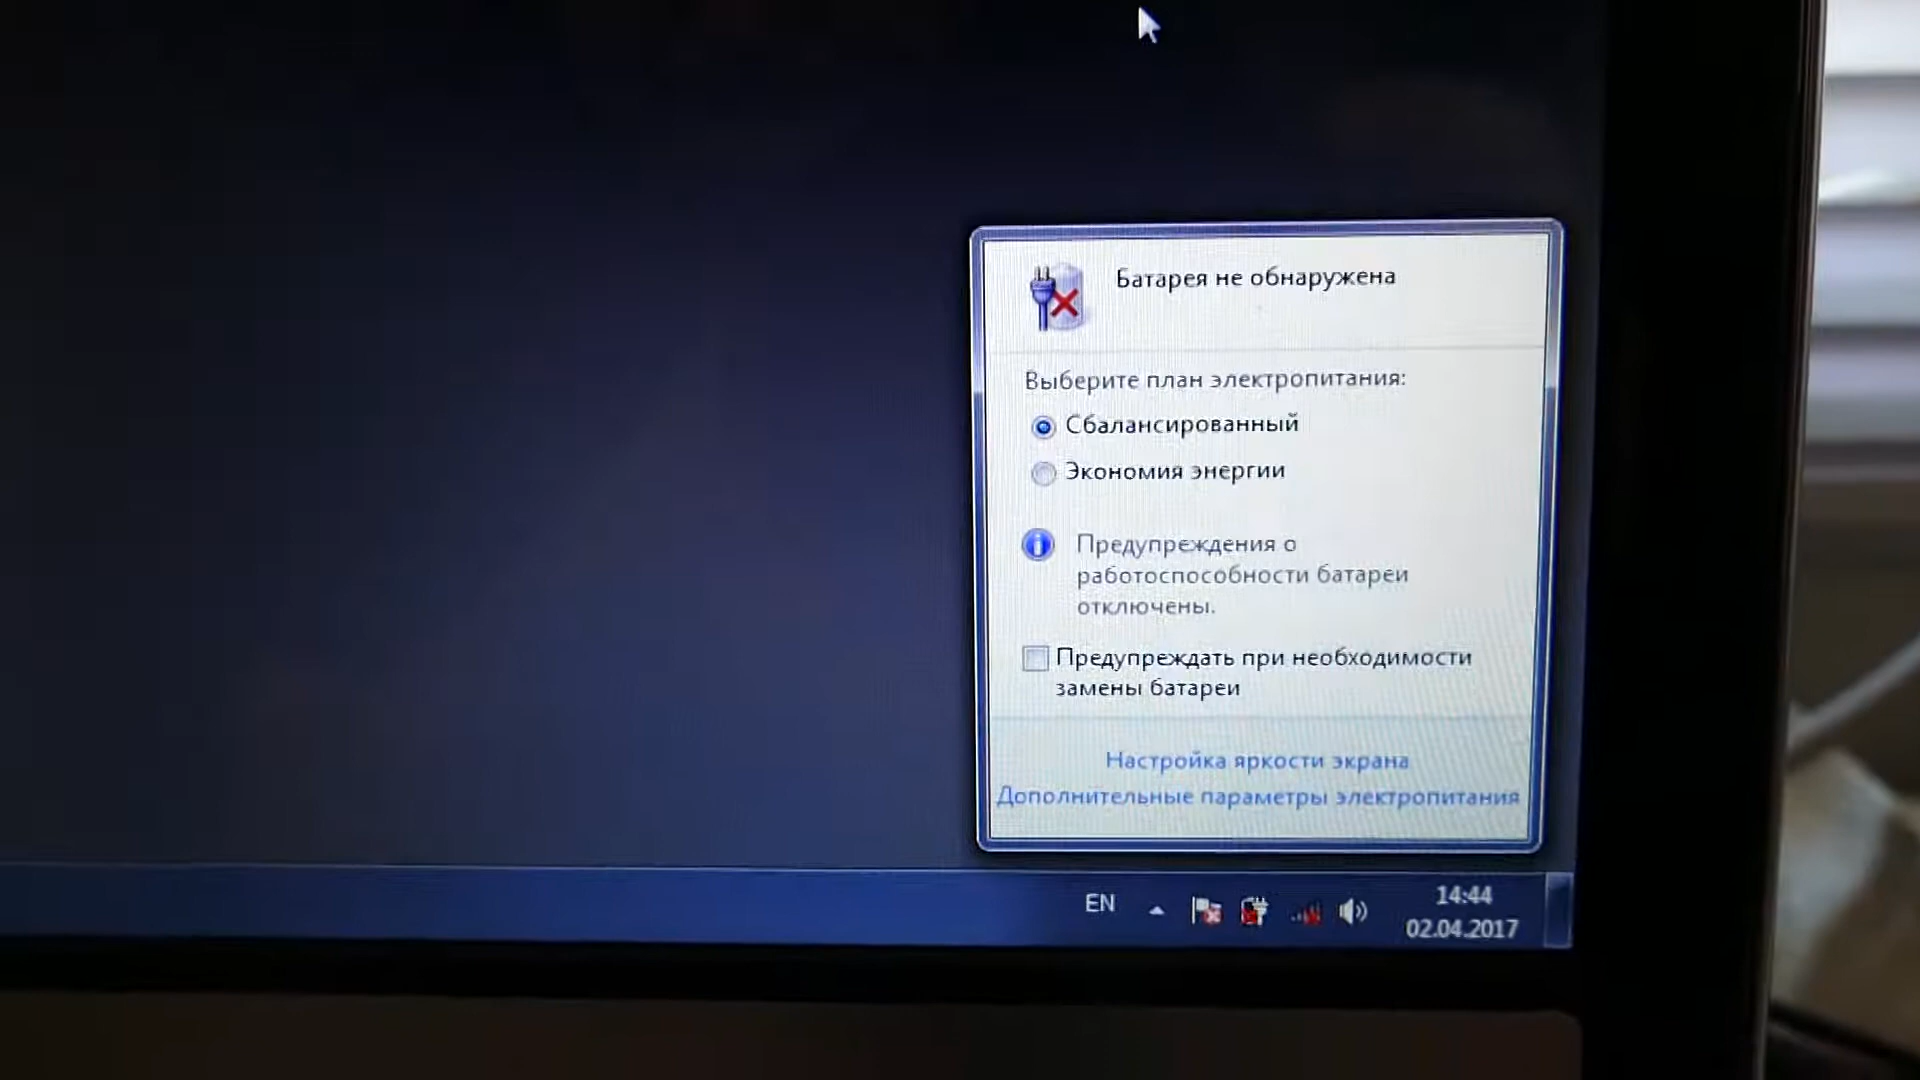 Батарея не обнаружена
Выберите план электропитания:
Сбалансированный
Экономия энергии
Предупреждения о
работоспособности батареи
отключены.
Предупреждать при необходимости
замены батареи
Настройка яркости экрана
Дополнительные параметры электропитания
EN
14:44
02.04.2017